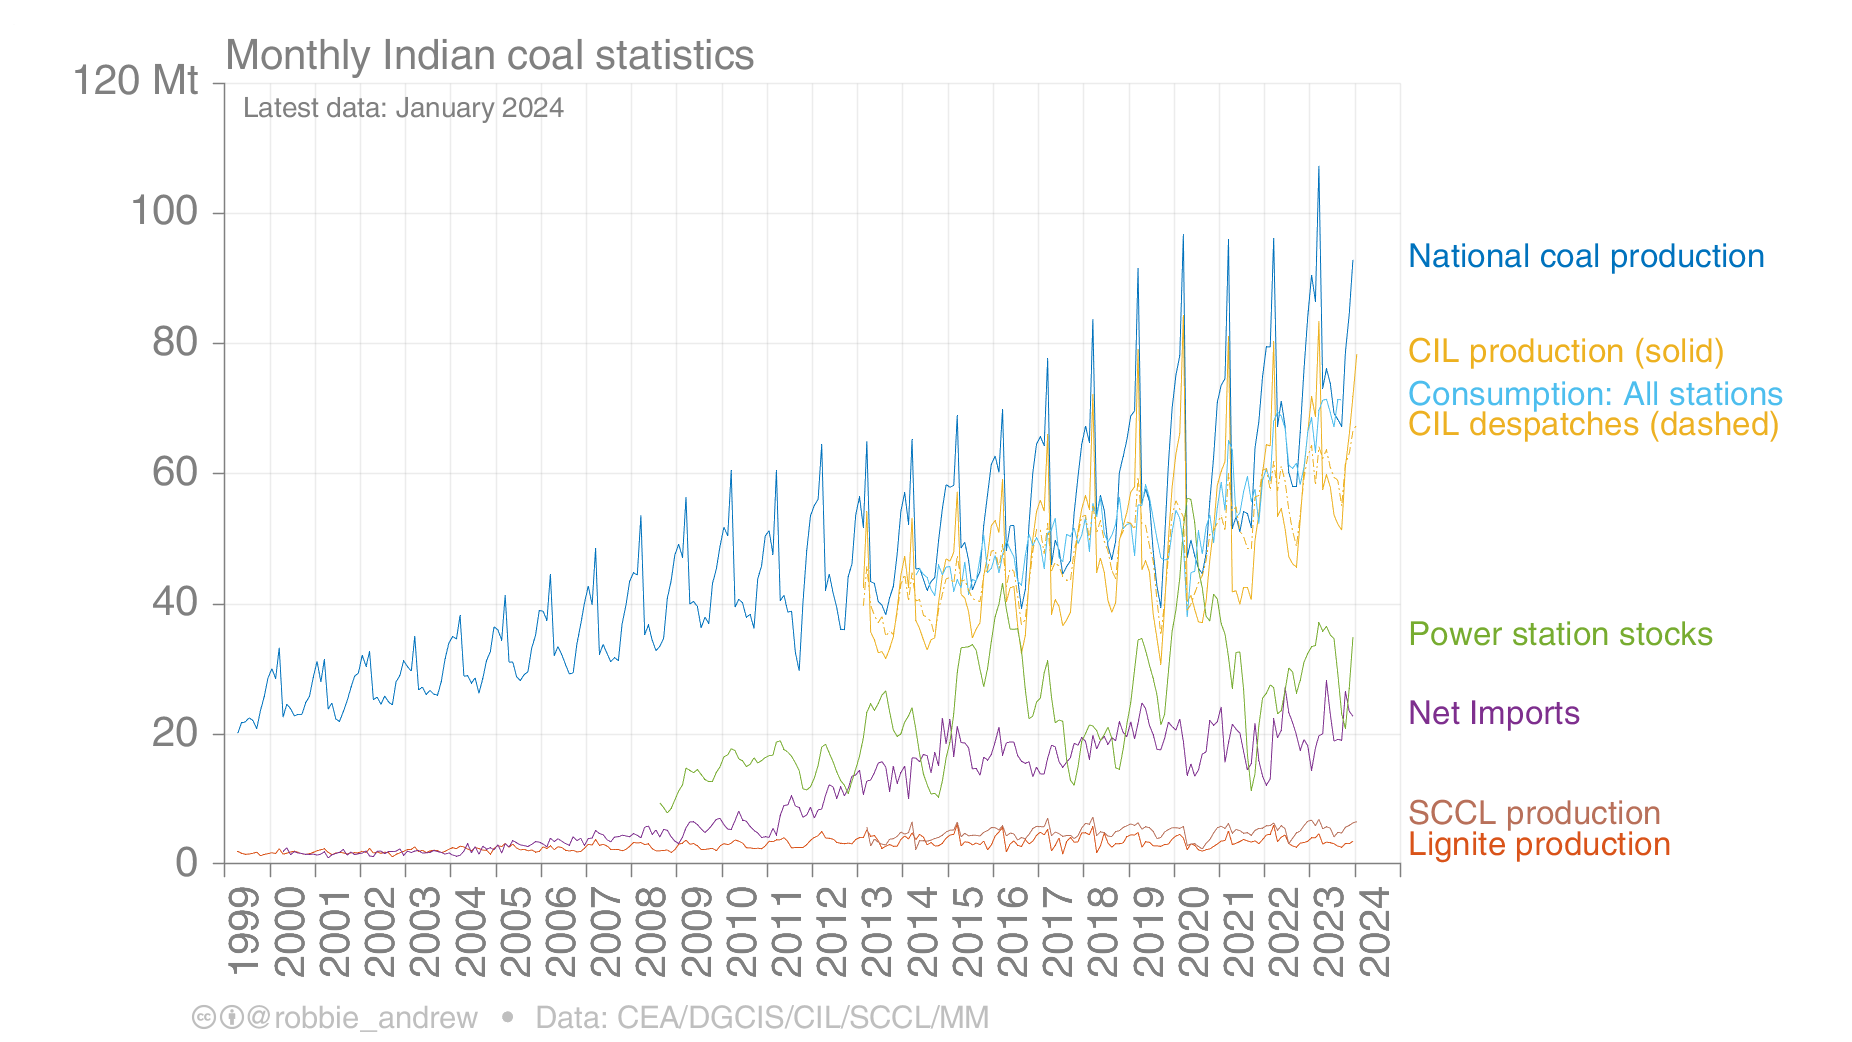 Monthly Indian coal statistics
120 Mt
Latest data: January 2024
100
80
60
40
20
0
National coal production
CIL production (solid)
Consumption: All stations
CIL despatches (dashed)
Power station stocks
Net Imports
SCCL production
Lignite production
1999
2000
2001
2002
2003
2004
2005
2006
2007
2008
2009
2010
2011
2012
2013
2014
2015
2016
2017
2018
2019
2020
2021
2022
2023
2024
cc @robbie_andrew • Data: CEA/DGCIS/CIL/SCCL/MM